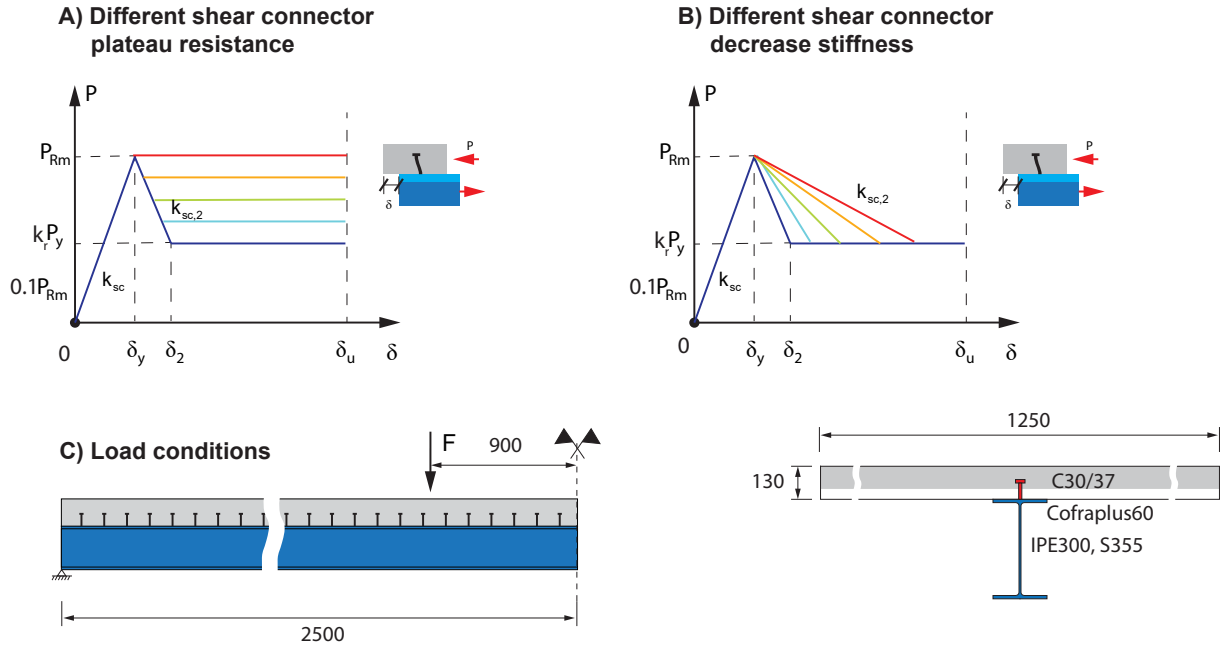 A) Different shear connector
plateau resistance
P
P_Rm
k_rP_y
0.1P_Rm
k_sc,2
k_sc
0
δ_y
δ_2
δ_u
δ
P
δ
B) Different shear connector
decrease stiffness
P
P_Rm
k_rP_y
0.1P_Rm
k_sc,2
k_sc
0
δ_y
δ_2
δ_u
δ
P
δ
C) Load conditions
F
900
2500
1250
130
C30/37
Cofraplus60
IPE300, S355